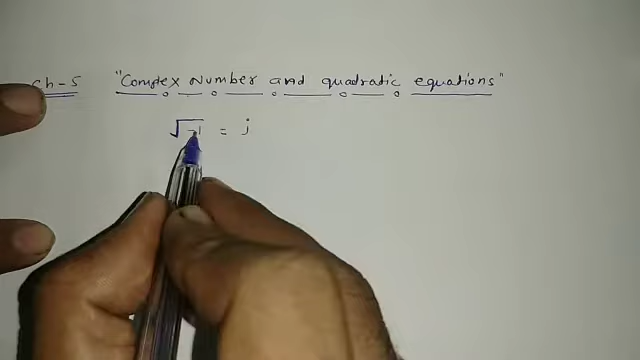 Ch-5 "Complex Number and quadratic equations"
√-1 = j